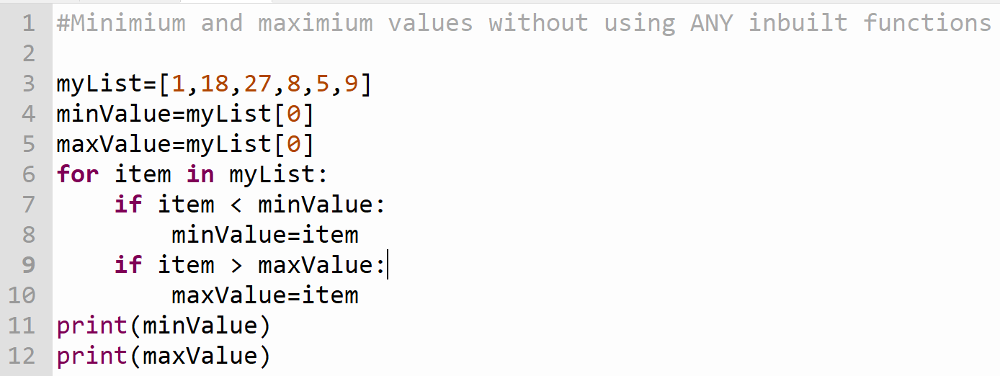 1 #Minimium and maximium values without using ANY inbuilt functions
2
3 myList=[1,18,27,8,5,9]
4 minValue=myList[0]
5 maxValue=myList[0]
6 for item in myList:
7     if item < minValue:
8         minValue=item
9     if item > maxValue:
10         maxValue=item
11 print(minValue)
12 print(maxValue)